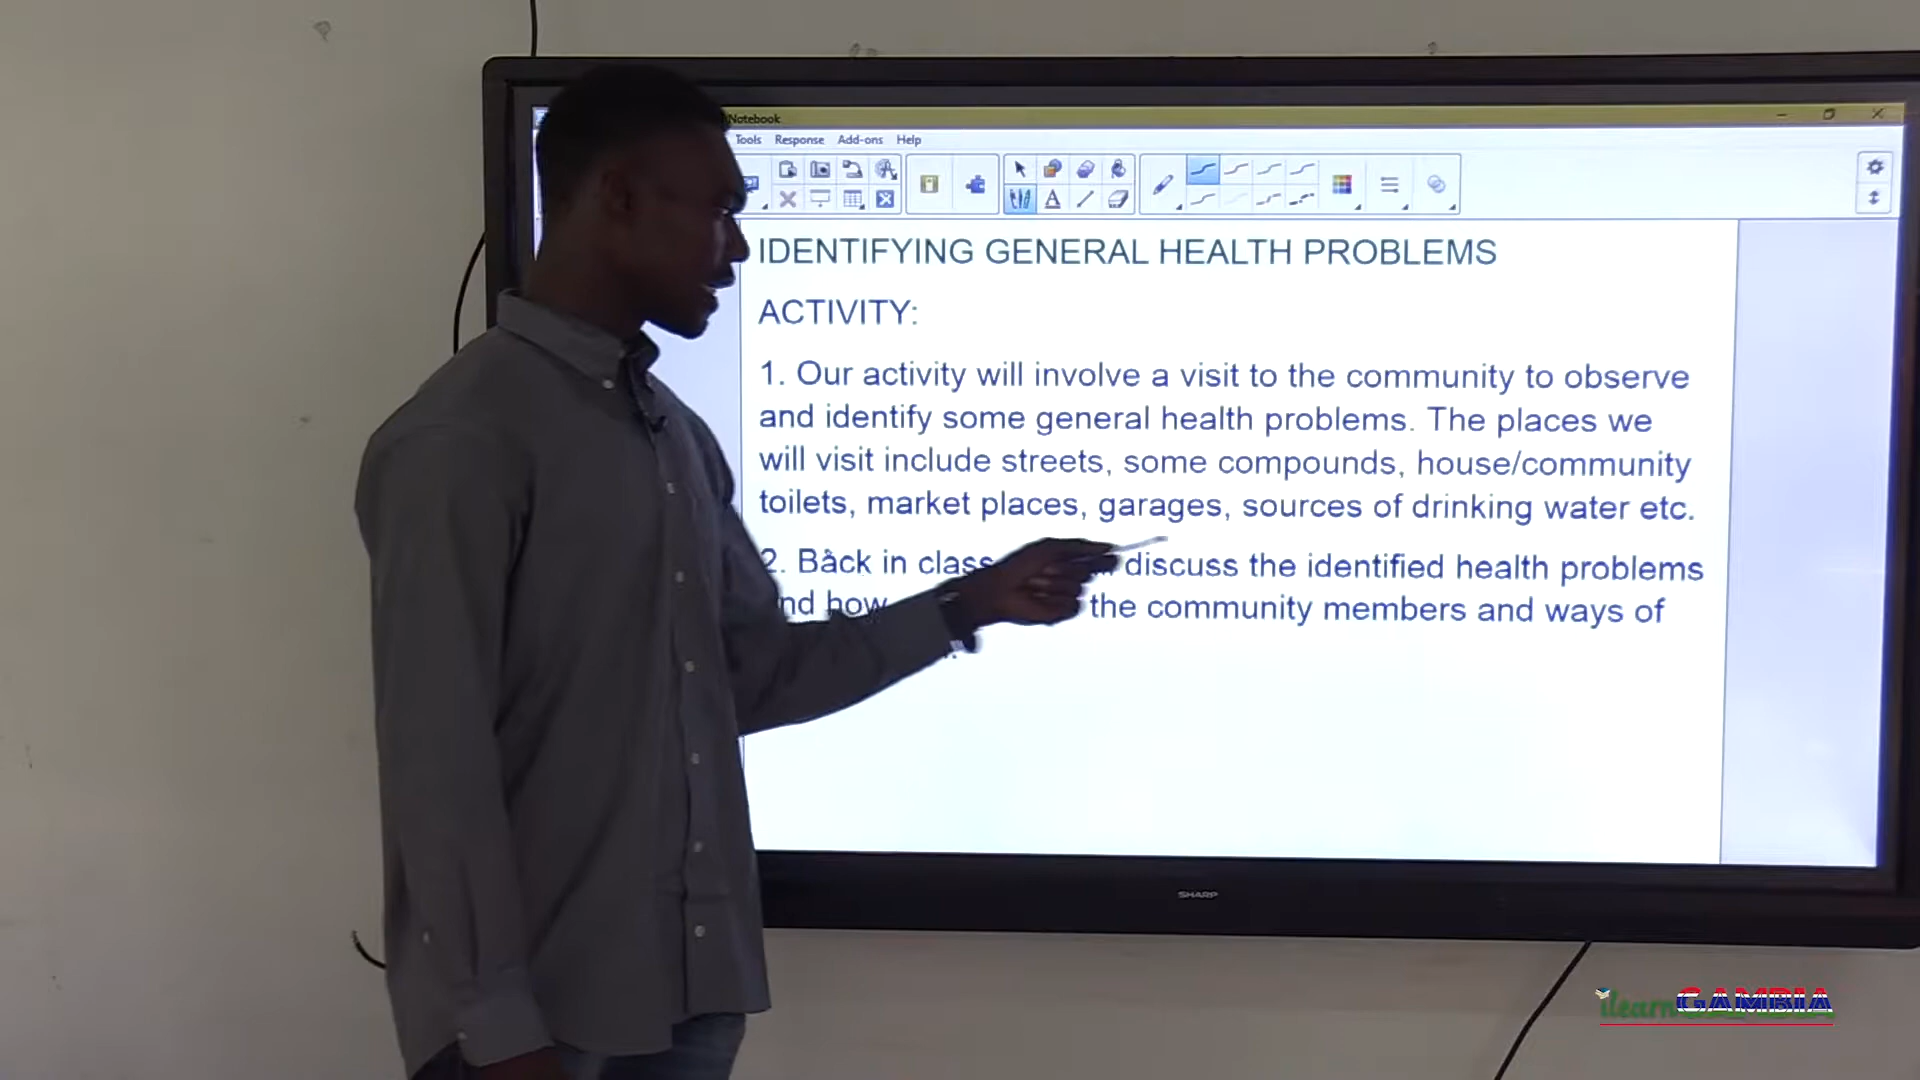 Notebook
Tools Response Add-ons Help
IDENTIFYING GENERAL HEALTH PROBLEMS
ACTIVITY:
1. Our activity will involve a visit to the community to observe
and identify some general health problems. The places we
will visit include streets, some compounds, house/community
toilets, market places, garages, sources of drinking water etc.
2. Back in class discuss the identified health problems
how the community members and ways of
SHARP
ilearnGAMBIA